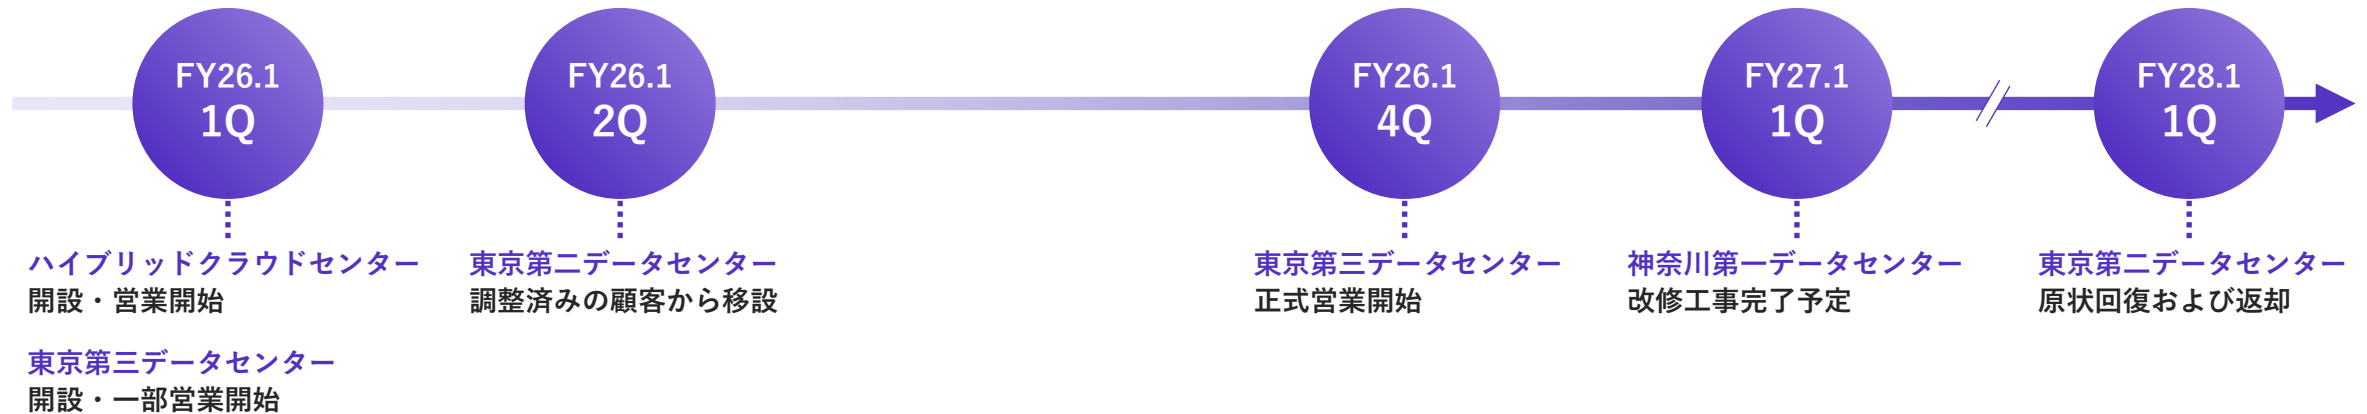 FY26.1
1Q
FY26.1
2Q
FY26.1
4Q
FY27.1
1Q
FY28.1
1Q
ハイブリッドクラウドセンター
開設・営業開始
東京第三データセンター
開設・一部営業開始
東京第二データセンター
調整済みの顧客から移設
東京第三データセンター
正式営業開始
神奈川第一データセンター
改修工事完了予定
東京第二データセンター
原状回復および返却